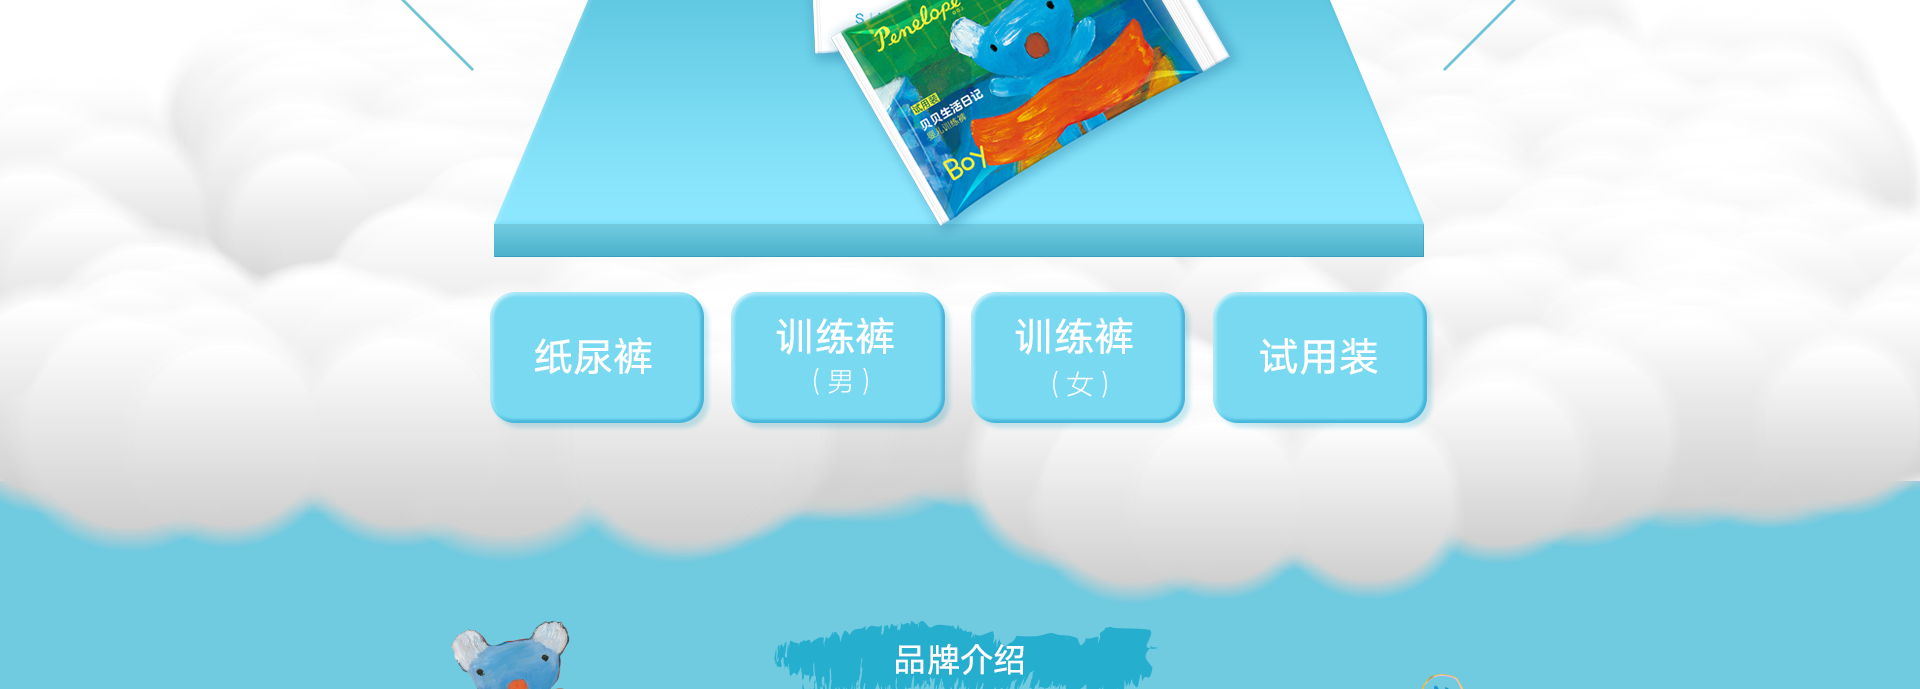 Penelope
试用装
贝贝生活日记
婴儿训练裤
Boy
纸尿裤
训练裤
（男）
训练裤
（女）
试用装
品牌介绍